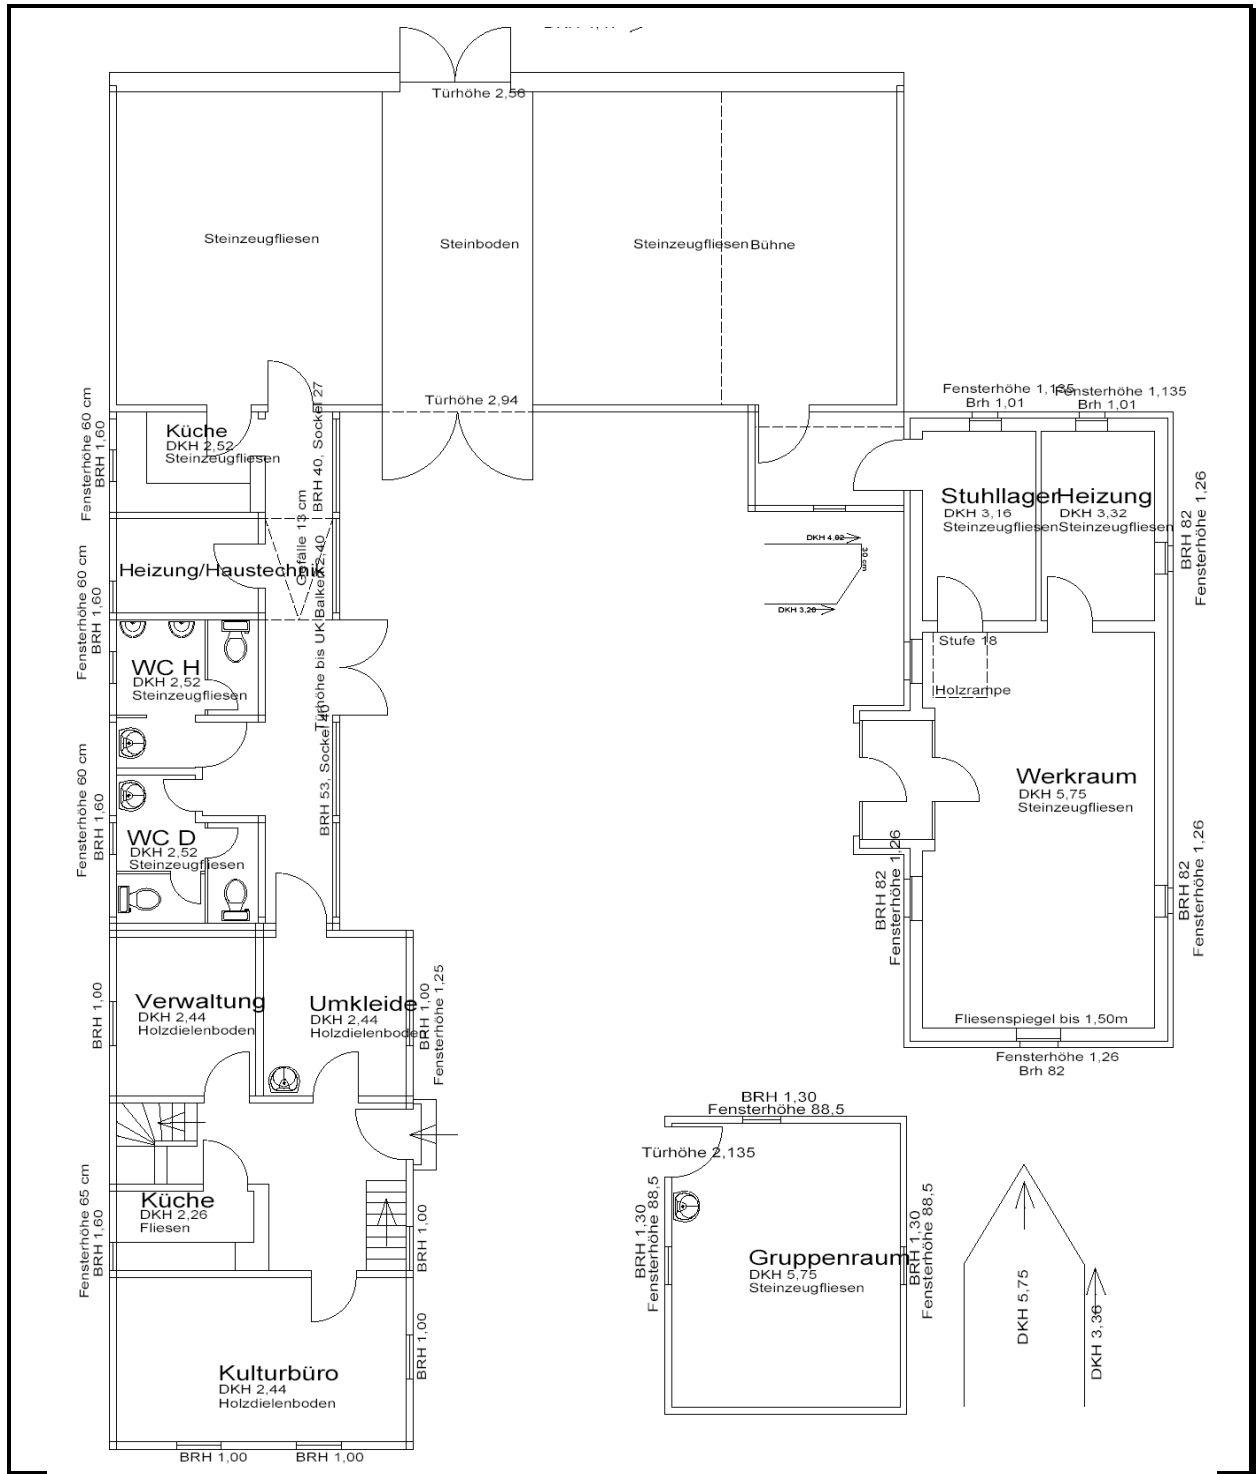 Türhöhe 2,56
Steinzeugfliesen
Steinboden
Steinzeugfliesen
Bühne
Türhöhe 2,94
Fensterhöhe 1,135
Brh 1,01
Fensterhöhe 1,135
Brh 1,01
Fensterhöhe 60 cm
BRH 1,60
Küche
DKH 2,52
Steinzeugfliesen
BRH 40, Sockel 27
Gefälle 13 cm
Stuhllager
DKH 3,16
Steinzeugfliesen
Heizung
DKH 3,32
Steinzeugfliesen
BRH 82
Fensterhöhe 1,26
DKH 4,02
30 cm
DKH 3,20
Fensterhöhe 60 cm
BRH 1,60
Heizung/Haustechnik
Türhöhe bis UK Balken 2,40
Stufe 18
Holzrampe
WC H
DKH 2,52
Steinzeugfliesen
BRH 53, Sockel 40
Fensterhöhe 60 cm
BRH 1,60
WC D
DKH 2,52
Steinzeugfliesen
Werkraum
DKH 5,75
Steinzeugfliesen
BRH 82
Fensterhöhe 1,26
BRH 82
Fensterhöhe 1,26
BRH 1,00
Verwaltung
DKH 2,44
Holzdielenboden
Umkleide
DKH 2,44
Holzdielenboden
BRH 1,00
Fensterhöhe 1,25
Fliesenspiegel bis 1,50m
Fensterhöhe 1,26
Brh 82
BRH 1,30
Fensterhöhe 88,5
Türhöhe 2,135
Fensterhöhe 65 cm
BRH 1,60
Küche
DKH 2,26
Fliesen
BRH 1,00
BRH 1,30
Fensterhöhe 88,5
Gruppenraum
DKH 5,75
Steinzeugfliesen
BRH 1,30
Fensterhöhe 88,5
DKH 5,75
DKH 3,36
BRH 1,00
Kulturbüro
DKH 2,44
Holzdielenboden
BRH 1,00
BRH 1,00